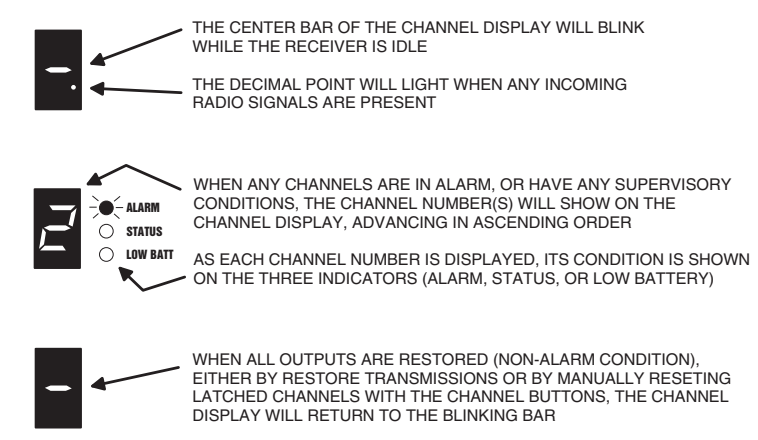 THE CENTER BAR OF THE CHANNEL DISPLAY WILL BLINK
WHILE THE RECEIVER IS IDLE
THE DECIMAL POINT WILL LIGHT WHEN ANY INCOMING
RADIO SIGNALS ARE PRESENT
WHEN ANY CHANNELS ARE IN ALARM, OR HAVE ANY SUPERVISORY
CONDITIONS, THE CHANNEL NUMBER(S) WILL SHOW ON THE
CHANNEL DISPLAY, ADVANCING IN ASCENDING ORDER
2
ALARM
STATUS
LOW BATT
AS EACH CHANNEL NUMBER IS DISPLAYED, ITS CONDITION IS SHOWN
ON THE THREE INDICATORS (ALARM, STATUS, OR LOW BATTERY)
WHEN ALL OUTPUTS ARE RESTORED (NON-ALARM CONDITION),
EITHER BY RESTORE TRANSMISSIONS OR BY MANUALLY RESETING
LATCHED CHANNELS WITH THE CHANNEL BUTTONS, THE CHANNEL
DISPLAY WILL RETURN TO THE BLINKING BAR